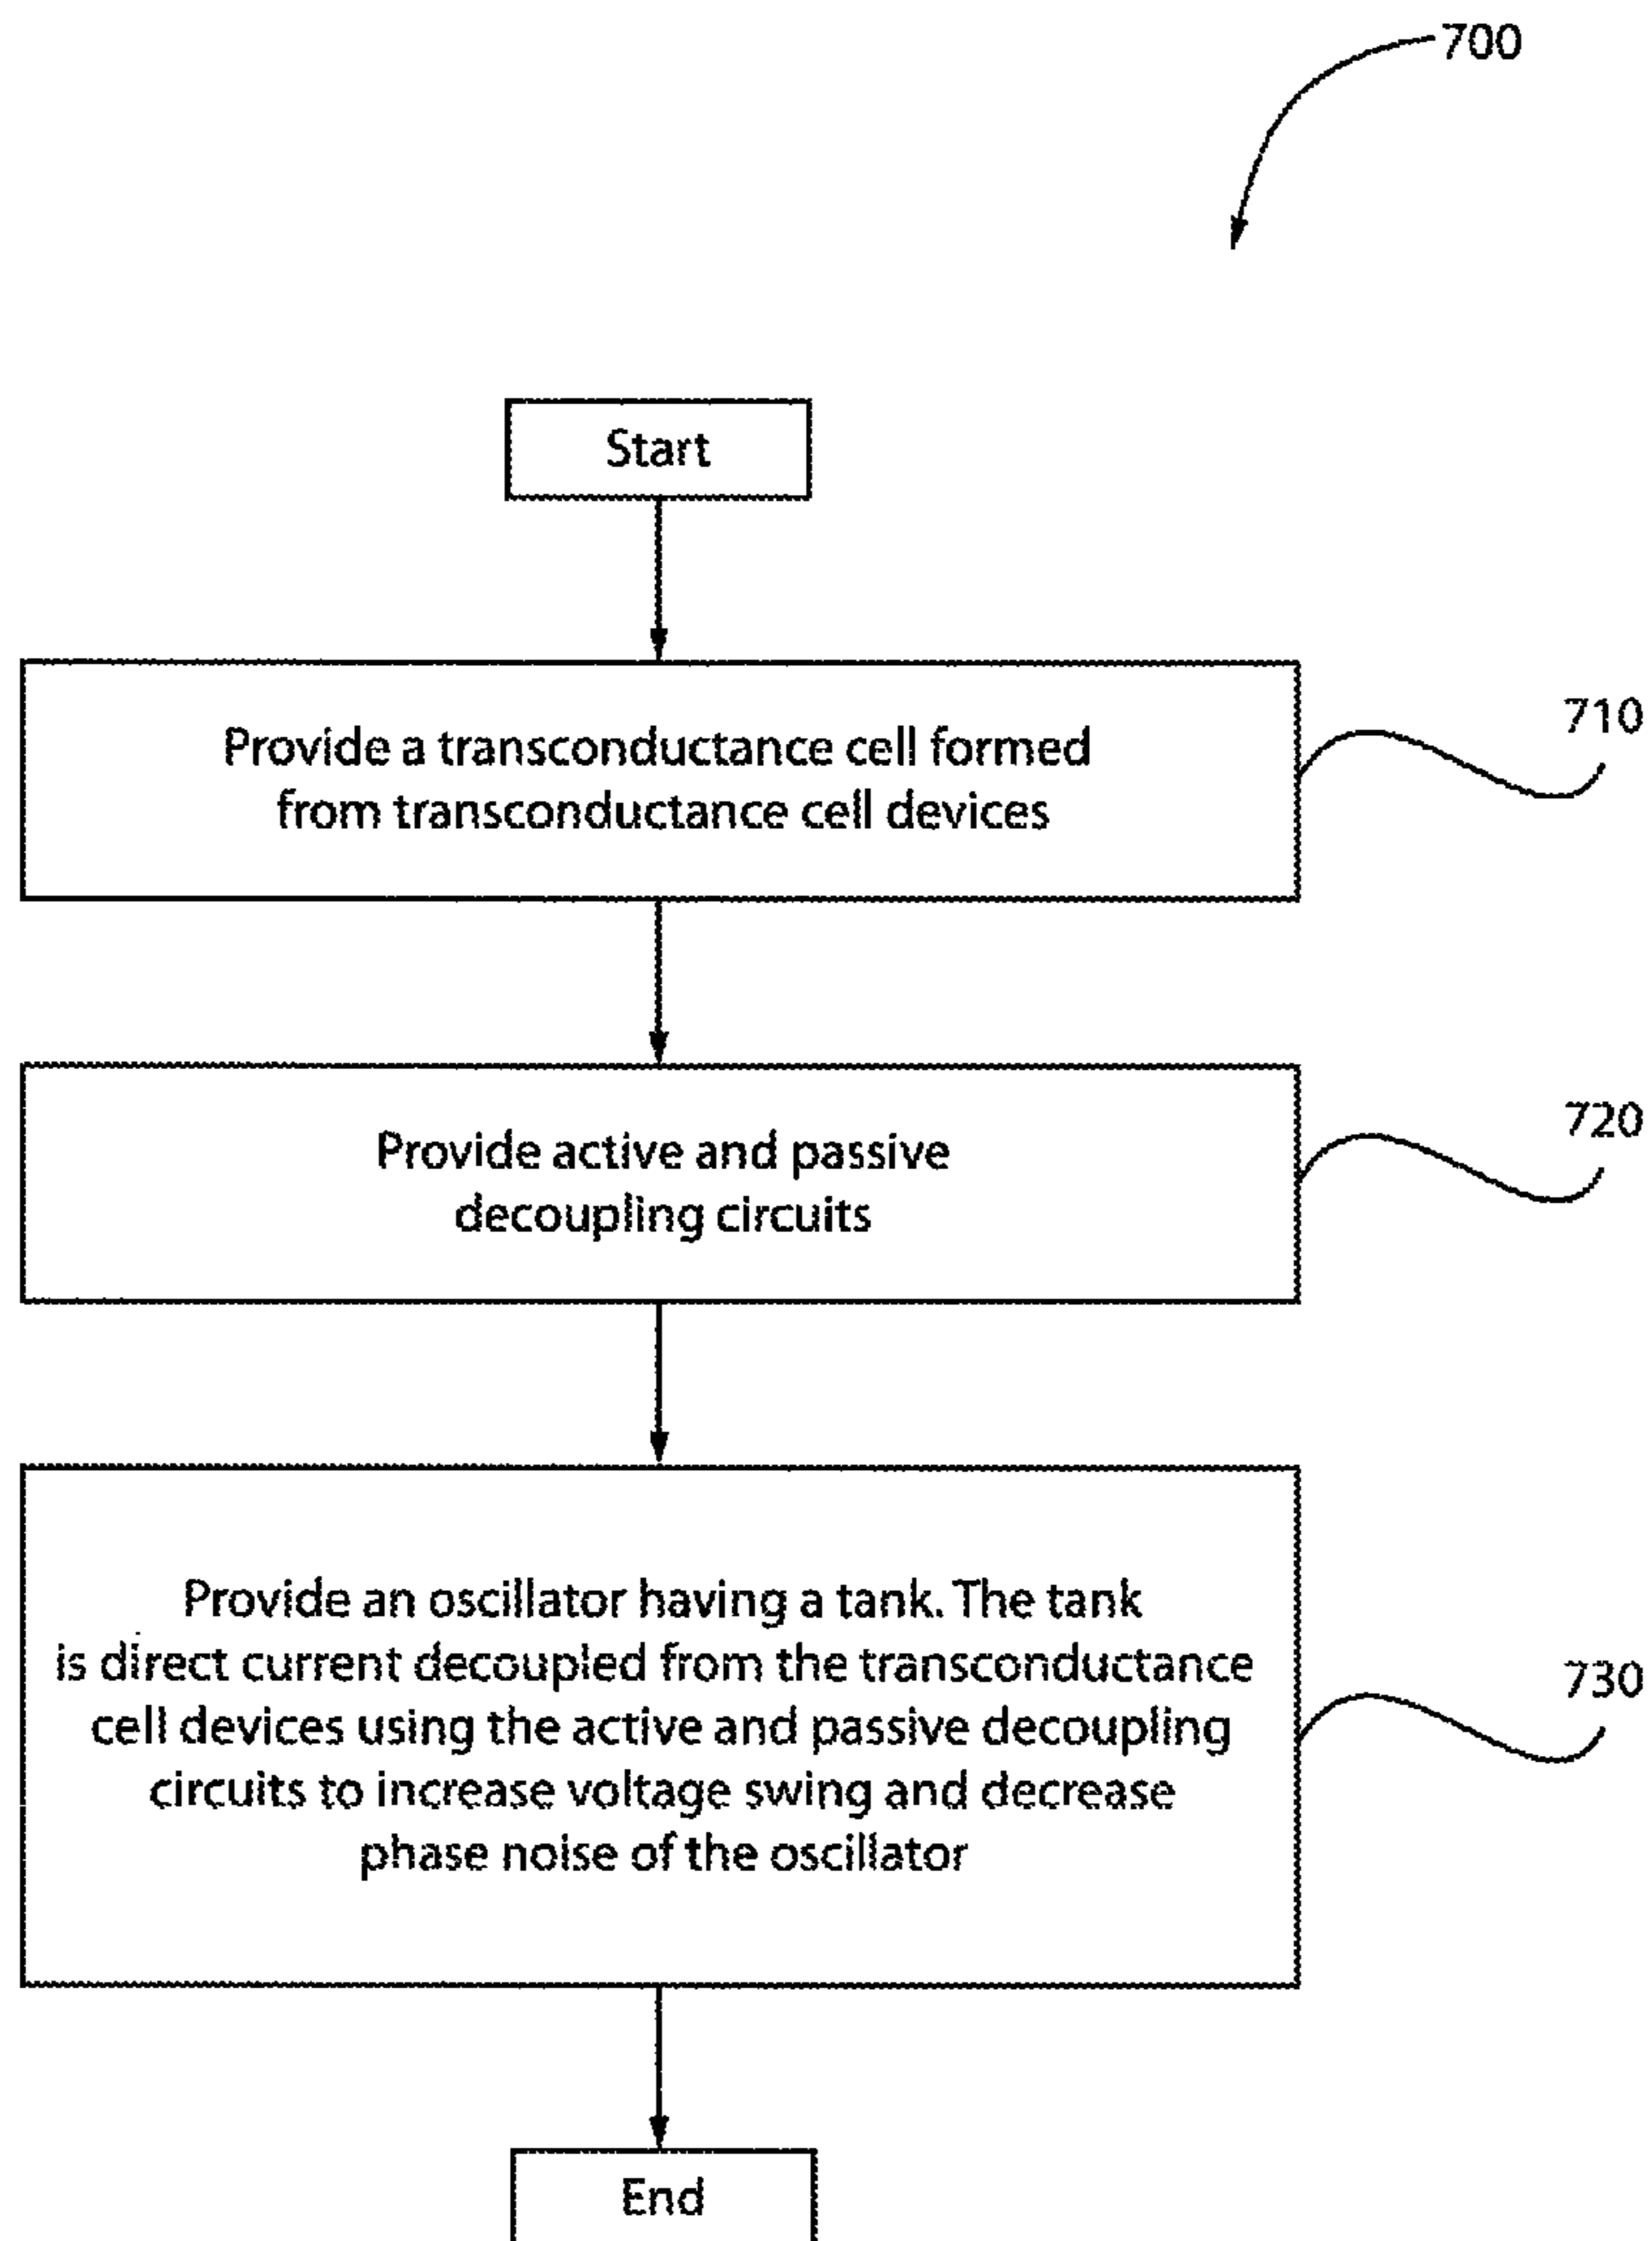 700
Start
Provide a transconductance cell formed
from transconductance cell devices
710
Provide active and passive
decoupling circuits
720
Provide an oscillator having a tank. The tank
is direct current decoupled from the transconductance
cell devices using the active and passive decoupling
circuits to increase voltage swing and decrease
phase noise of the oscillator
730
End